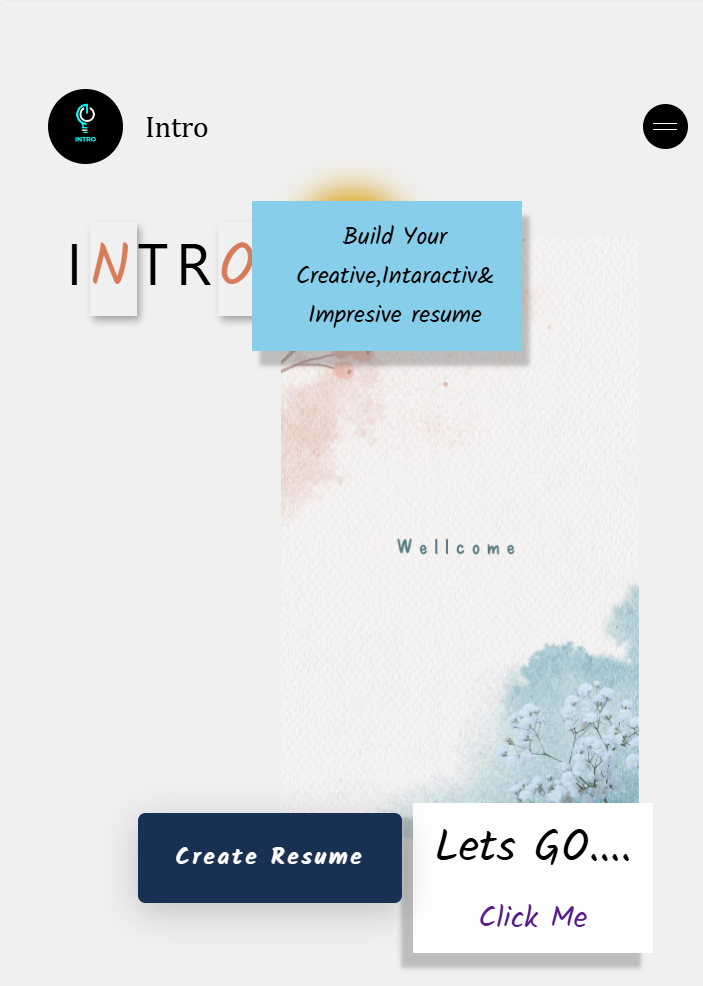 INTRO
Intro
INTRO
Build Your
Creative,Intaractiv&
Impresive resume
Wellcome
Create Resume
Lets GO....
Click Me